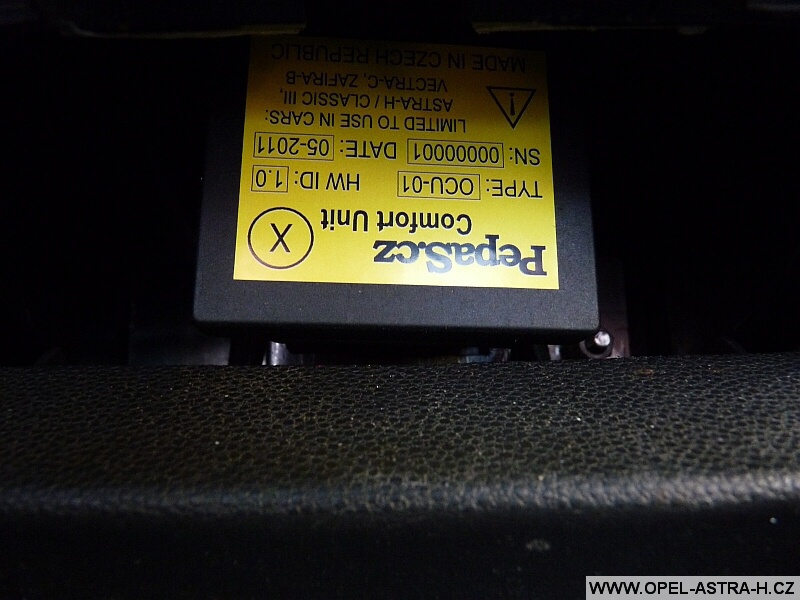 PepaS.cz
Comfort Unit
X
TYPE: OCU-01 HW ID: 1.0
SN: 00000001 DATE: 05-2011
LIMITED TO USE IN CARS:
ASTRA-H / CLASSIC III,
VECTRA-C, ZAFIRA-B
MADE IN CZECH REPUBLIC
WWW.OPEL-ASTRA-H.CZ